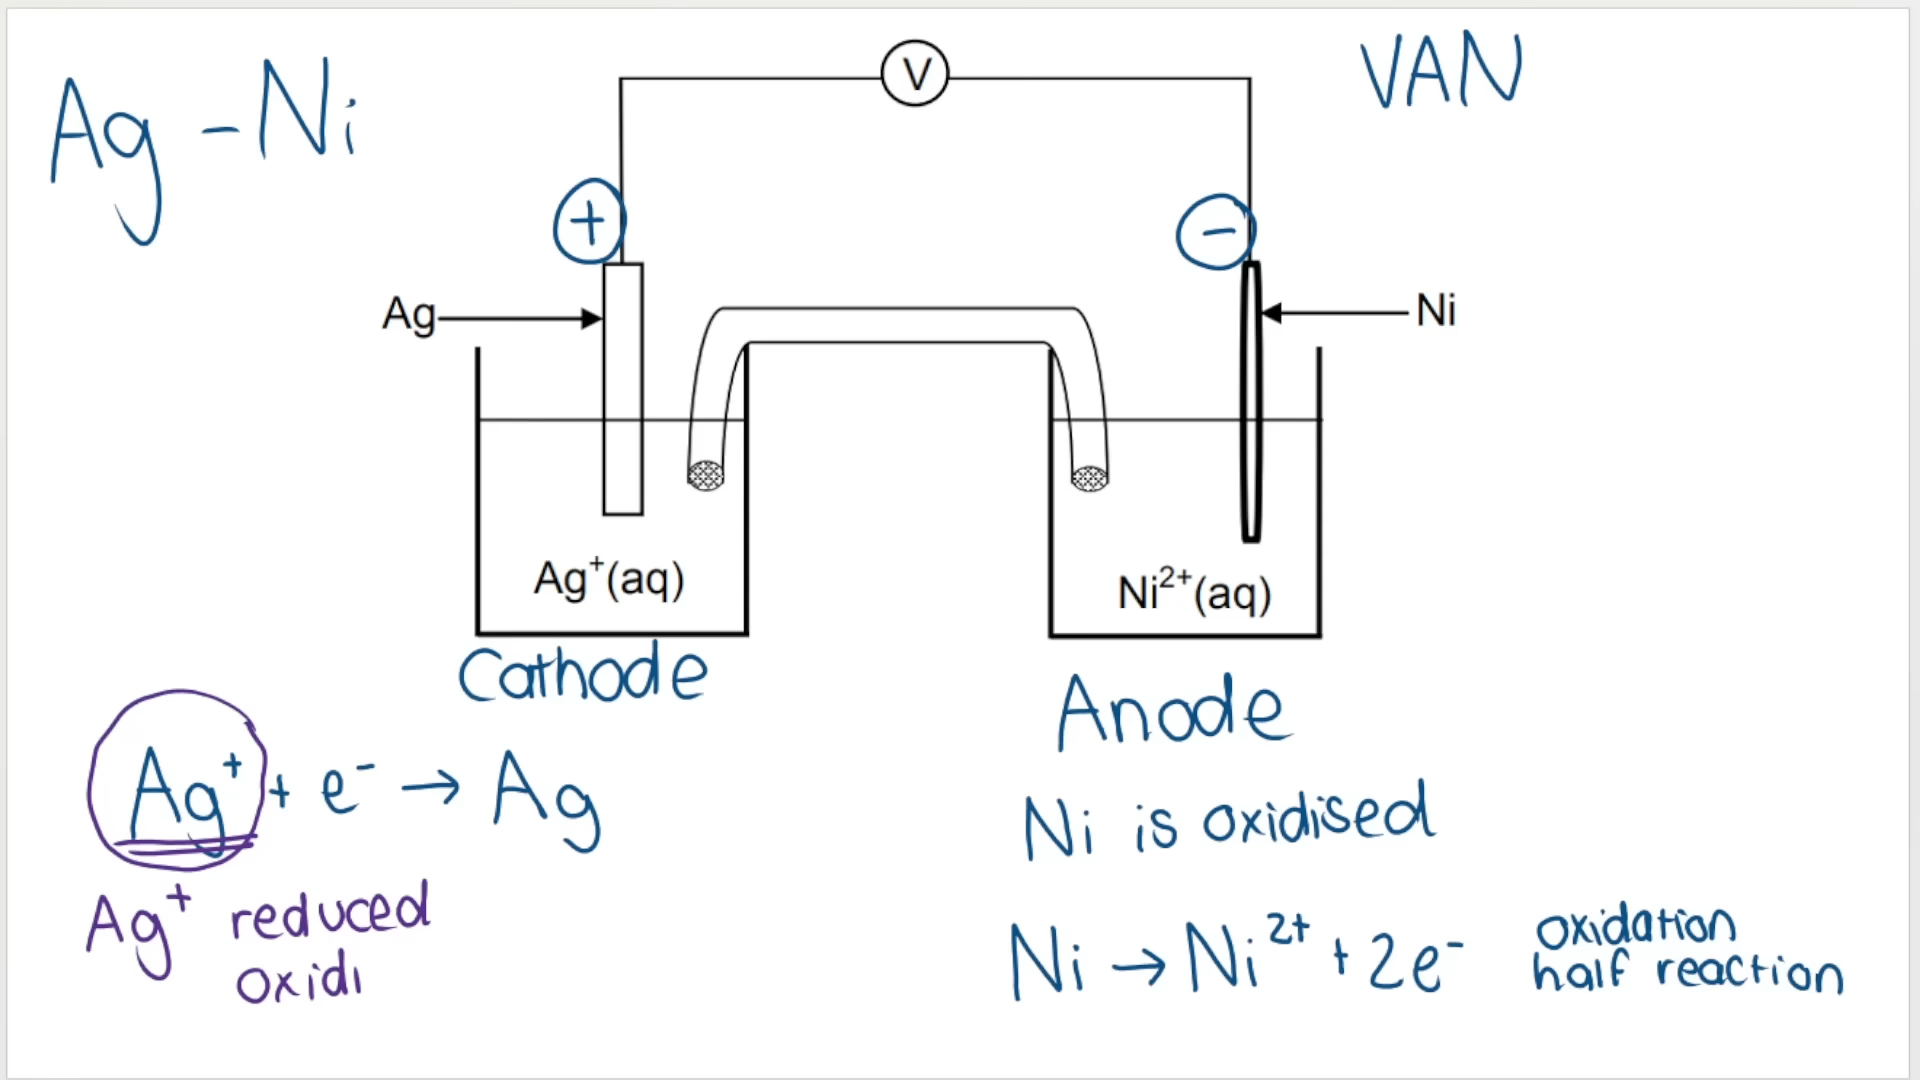 Ag - Ni
V
VAN
+
-
Ag
Ni
Ag⁺(aq)
Ni²⁺(aq)
Cathode
Anode
Ag⁺ + e⁻ → Ag
Ni is oxidised
Ag⁺ reduced
oxidi
Ni → Ni²⁺ + 2e⁻
oxidation
half reaction